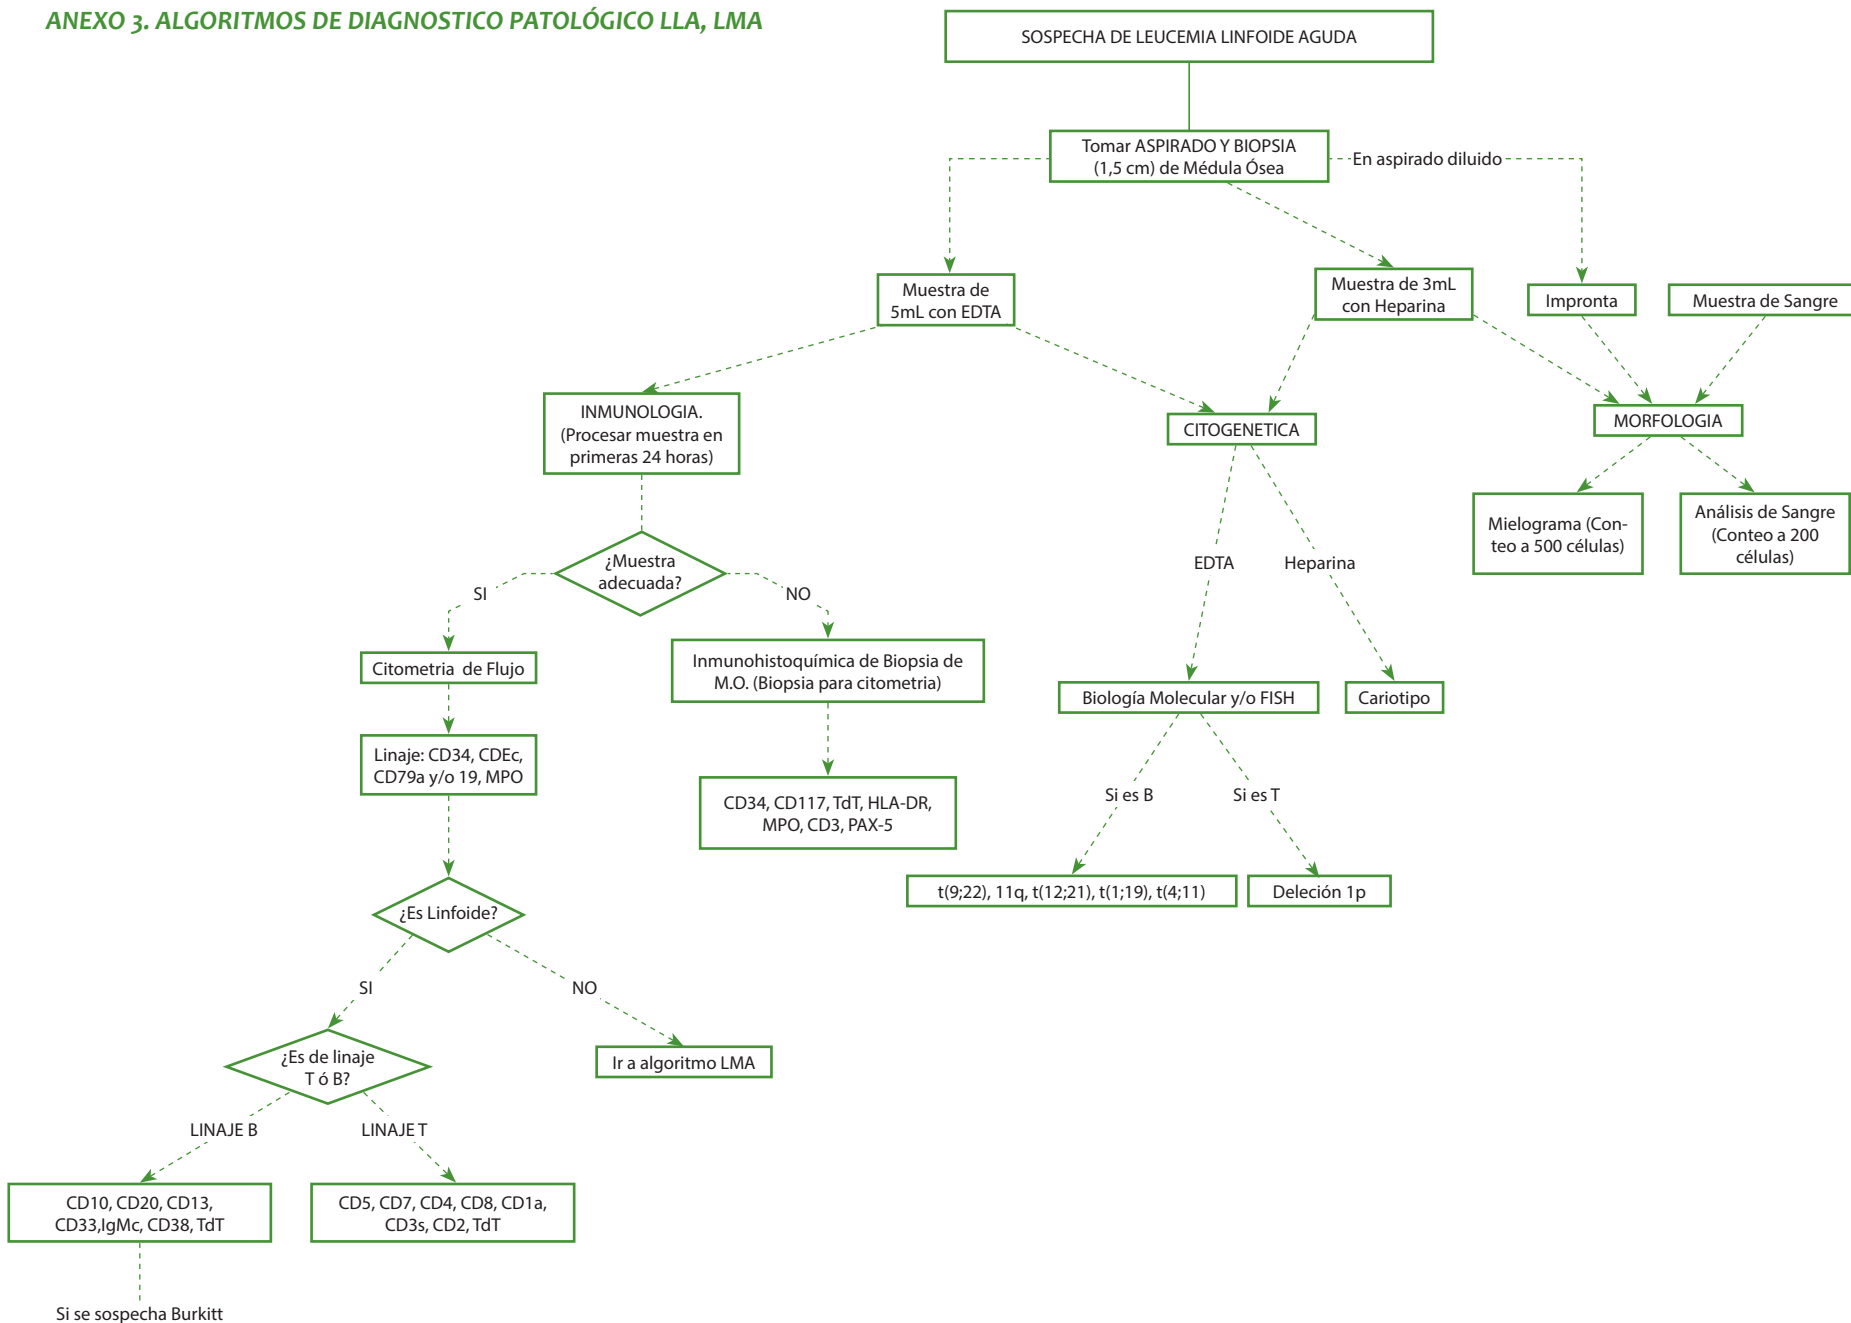 ANEXO 3. ALGORITMOS DE DIAGNOSTICO PATOLÓGICO LLA, LMA
SOSPECHA DE LEUCEMIA LINFOIDE AGUDA
Tomar ASPIRADO Y BIOPSIA
(1,5 cm) de Médula Ósea
En aspirado diluido
Muestra de
5mL con EDTA
Muestra de 3mL
con Heparina
Impronta
Muestra de Sangre
INMUNOLOGIA.
(Procesar muestra en
primeras 24 horas)
CITOGENETICA
MORFOLOGIA
Mielograma (Con-
teo a 500 células)
Análisis de Sangre
(Conteo a 200
células)
¿Muestra
adecuada?
SI
NO
EDTA
Heparina
Citometria de Flujo
Inmunohistoquímica de Biopsia de
M.O. (Biopsia para citometria)
Biología Molecular y/o FISH
Cariotipo
Linaje: CD34, CDEc,
CD79a y/o 19, MPO
CD34, CD117, TdT, HLA-DR,
MPO, CD3, PAX-5
Si es B
Si es T
t(9;22), 11q, t(12;21), t(1;19), t(4;11)
Deleción 1p
¿Es Linfoide?
SI
NO
¿Es de linaje
T ó B?
Ir a algoritmo LMA
LINAJE B
LINAJE T
CD10, CD20, CD13,
CD33,IgMc, CD38, TdT
CD5, CD7, CD4, CD8, CD1a,
CD3s, CD2, TdT
Si se sospecha Burkitt